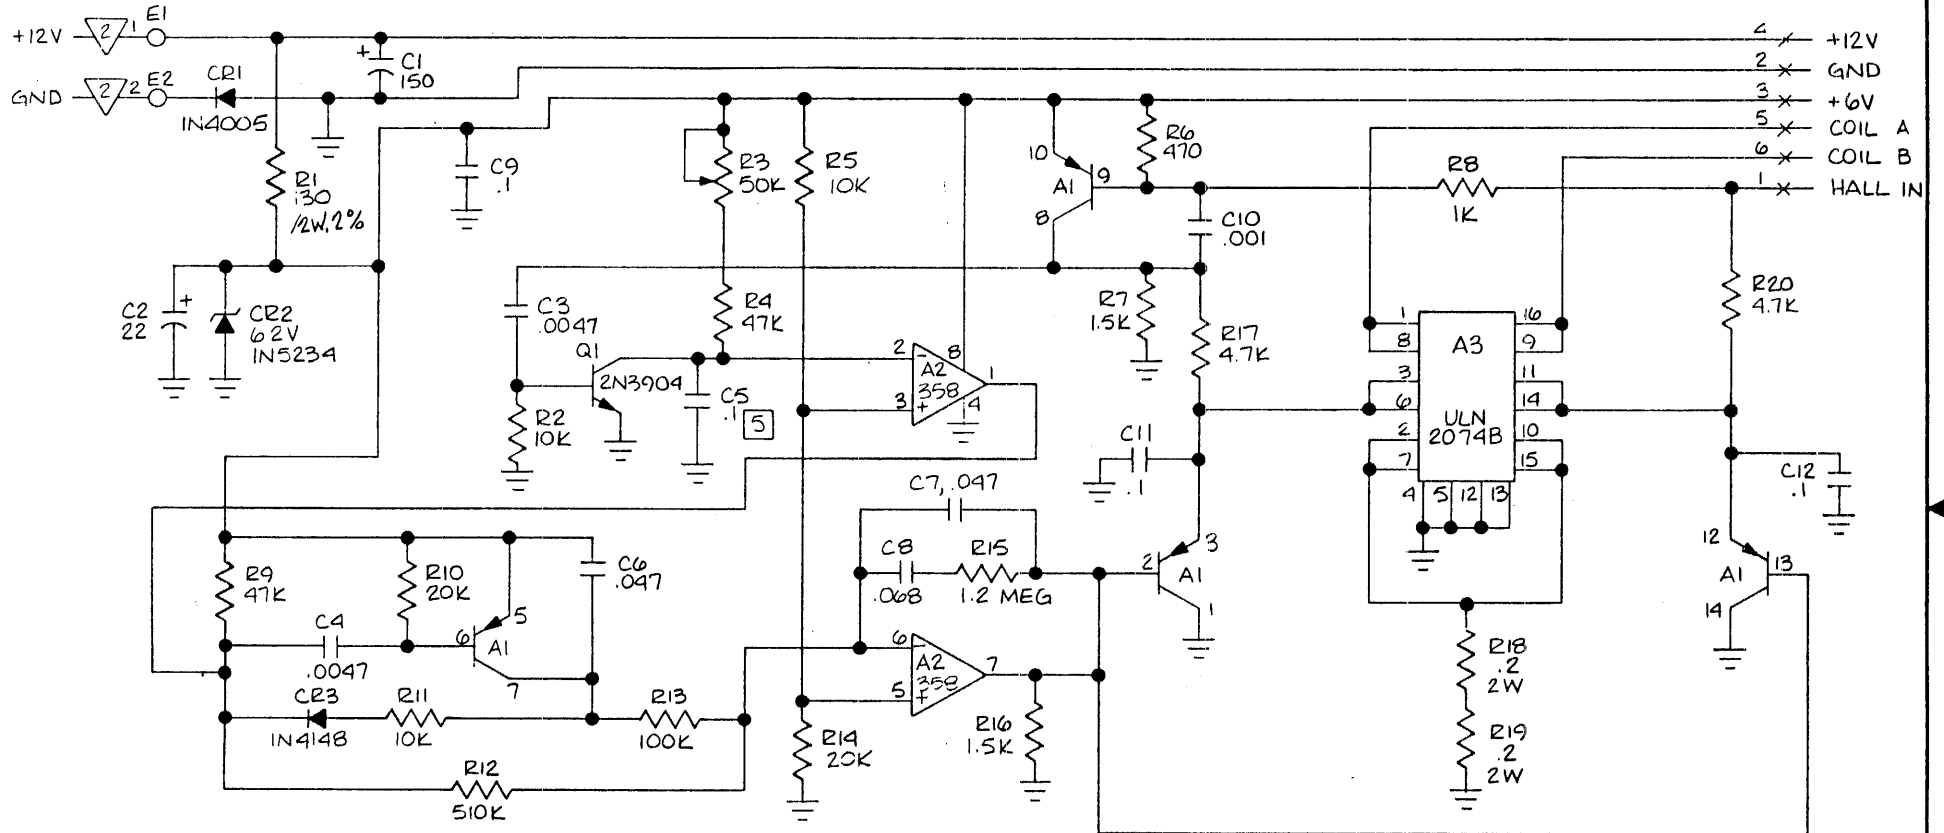 +12V 2 1 E1
GND 2 2 E2
CR1
1N4005
+ C1
150
4 +12V
2 GND
3 +6V
5 COIL A
6 COIL B
1 HALL IN
R1
130
/2W, 2%
C9
.1
R3
50K
R5
10K
10
A1
9
8
R6
470
R8
1K
C10
.001
C2
22
+
CR2
6 2V
1N5234
C3
.0047
R4
47K
Q1
2N3904
R2
10K
C5
.1
5
2
8
1
A2
358
3
4
-
+
R7
1.5K
R17
4.7K
R20
4.7K
1
8
3
6
2
7
A3
ULN
2074B
16
9
11
14
10
15
4 5 12 13
C11
.1
C12
.1
C7, .047
C8
.068
R15
1.2 MEG
2
3
A1
1
12
A1
13
14
R9
47K
R10
20K
C6
.047
C4
.0047
6
5
A1
7
CR3
1N4148
R11
10K
R13
100K
R12
510K
6
7
A2
358
5
-
+
R14
20K
R16
1.5K
R18
.2
2W
R19
.2
2W